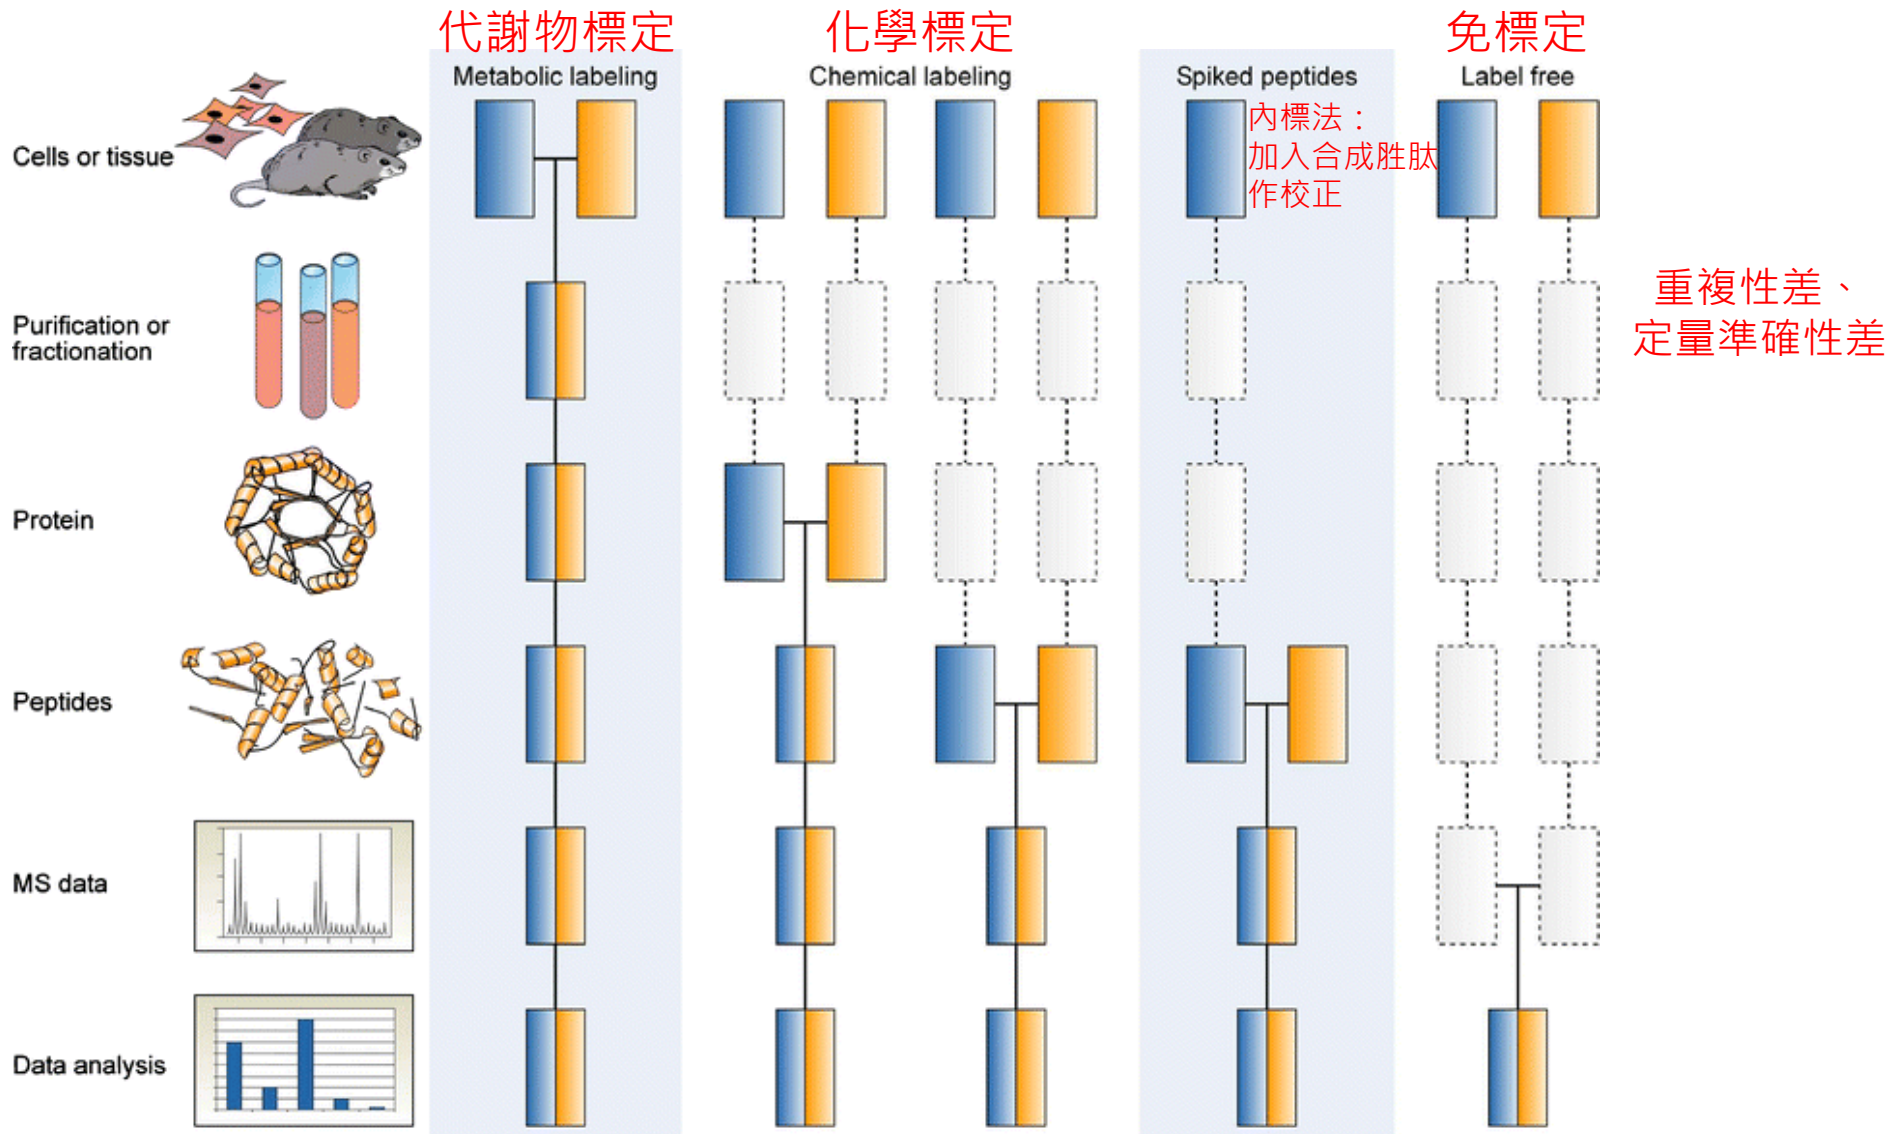 代謝物標定
化學標定
免標定
Metabolic labeling
Chemical labeling
Spiked peptides
Label free
Cells or tissue
內標法：
加入合成胜肽
作校正
Purification or
fractionation
重複性差、
定量準確性差
Protein
Peptides
MS data
Data analysis